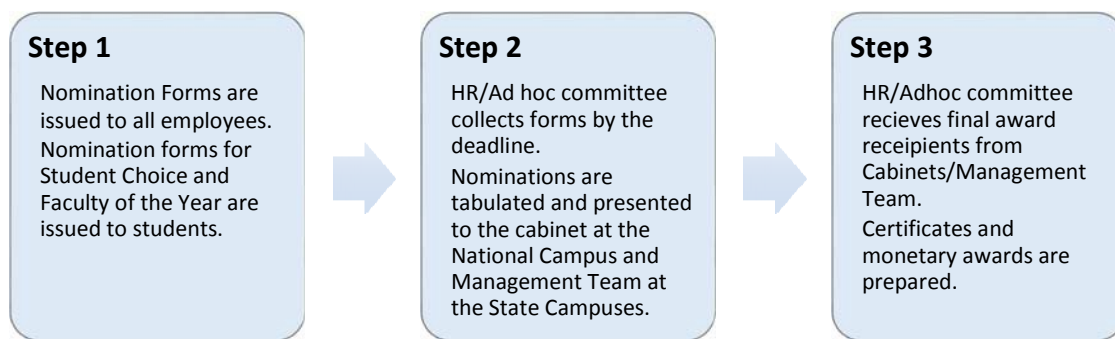 Step 1
Nomination Forms are
issued to all employees.
Nomination forms for
Student Choice and
Faculty of the Year are
issued to students.
Step 2
HR/Ad hoc committee
collects forms by the
deadline.
Nominations are
tabulated and presented
to the cabinet at the
National Campus and
Management Team at
the State Campuses.
Step 3
HR/Adhoc committee
recieves final award
receipients from
Cabinets/Management
Team.
Certificates and
monetary awards are
prepared.